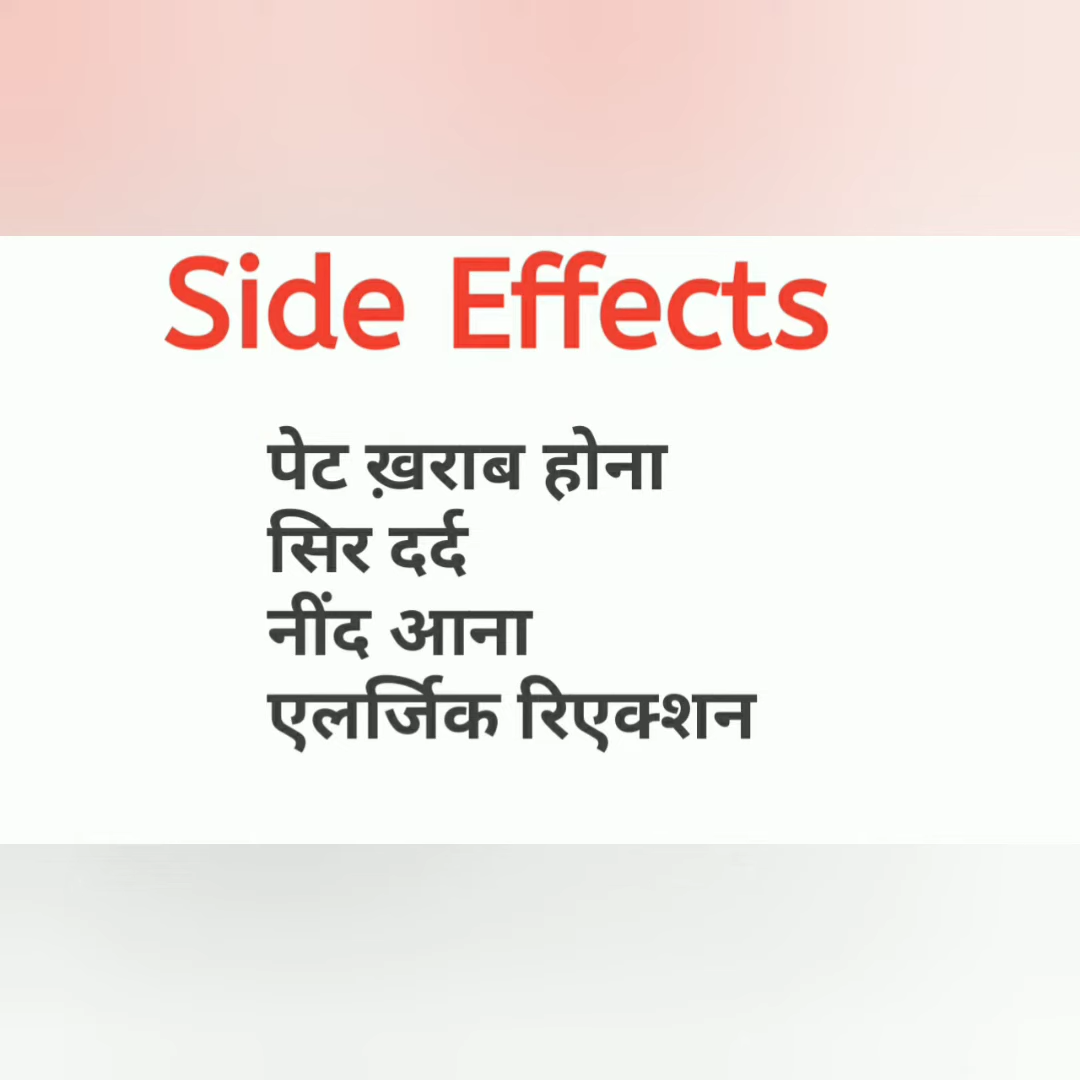 Side Effects
पेट ख़राब होना
सिर दर्द
नींद आना
एलर्जिक रिएक्शन